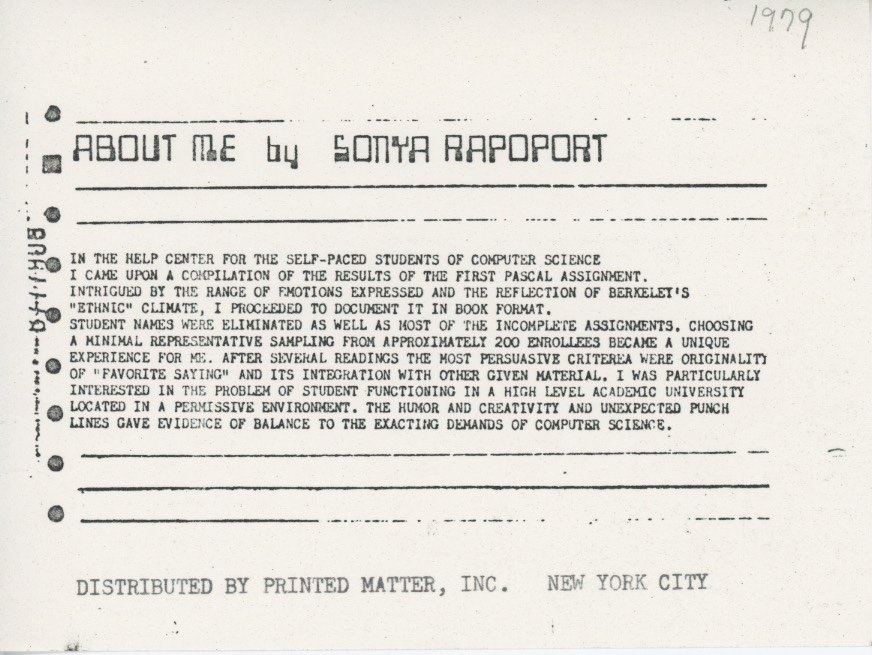 1979
ABOUT ME by SONYA RAPOPORT
IN THE HELP CENTER FOR THE SELF-PACED STUDENTS OF COMPUTER SCIENCE
I CAME UPON A COMPILATION OF THE RESULTS OF THE FIRST PASCAL ASSIGNMENT.
INTRIGUED BY THE RANGE OF EMOTIONS EXPRESSED AND THE REFLECTION OF BERKELEY'S
"ETHNIC" CLIMATE, I PROCEEDED TO DOCUMENT IT IN BOOK FORMAT.
STUDENT NAMES WERE ELIMINATED AS WELL AS MOST OF THE INCOMPLETE ASSIGNMENTS. CHOOSING
A MINIMAL REPRESENTATIVE SAMPLING FROM APPROXIMATELY 200 ENROLLEES BECAME A UNIQUE
EXPERIENCE FOR ME. AFTER SEVERAL READINGS THE MOST PERSUASIVE CRITEREA WERE ORIGINALITY
OF "FAVORITE SAYING" AND ITS INTEGRATION WITH OTHER GIVEN MATERIAL. I WAS PARTICULARLY
INTERESTED IN THE PROBLEM OF STUDENT FUNCTIONING IN A HIGH LEVEL ACADEMIC UNIVERSITY
LOCATED IN A PERMISSIVE ENVIRONMENT. THE HUMOR AND CREATIVITY AND UNEXPECTED PUNCH
LINES GAVE EVIDENCE OF BALANCE TO THE EXACTING DEMANDS OF COMPUTER SCIENCE.
DISTRIBUTED BY PRINTED MATTER, INC. NEW YORK CITY